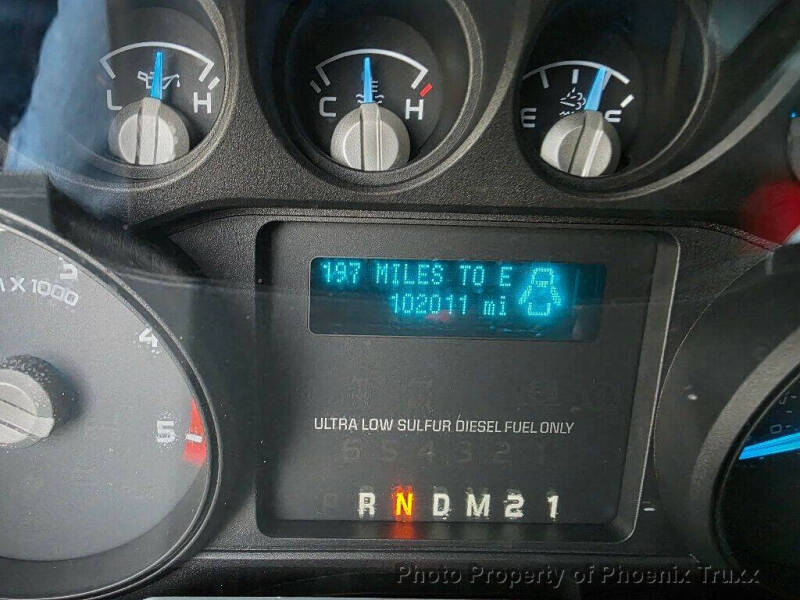 L H
C H
E F
X 1000
4
5
197 MILES TO E
102011 mi
ULTRA LOW SULFUR DIESEL FUEL ONLY
6 5 4 3 2 1
P R N D M 2 1
Photo Property of Phoenix Truxx